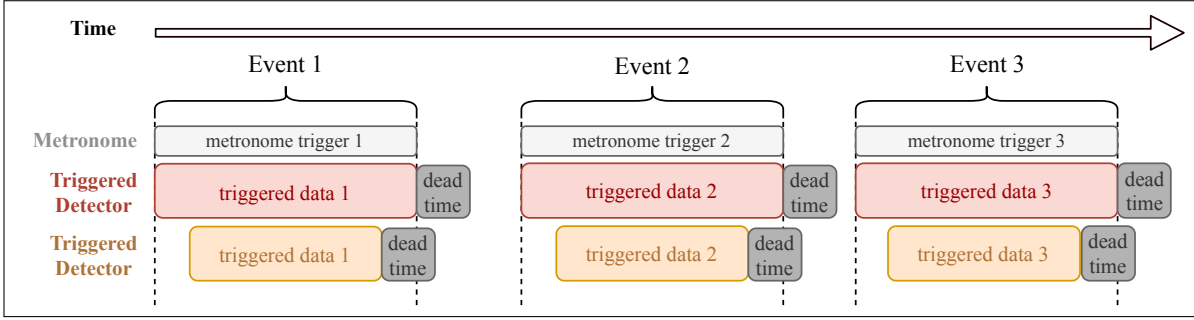 Time
Event 1
Event 2
Event 3
Metronome
metronome trigger 1
metronome trigger 2
metronome trigger 3
Triggered
Detector
triggered data 1
dead
time
triggered data 2
dead
time
triggered data 3
dead
time
Triggered
Detector
triggered data 1
dead
time
triggered data 2
dead
time
triggered data 3
dead
time